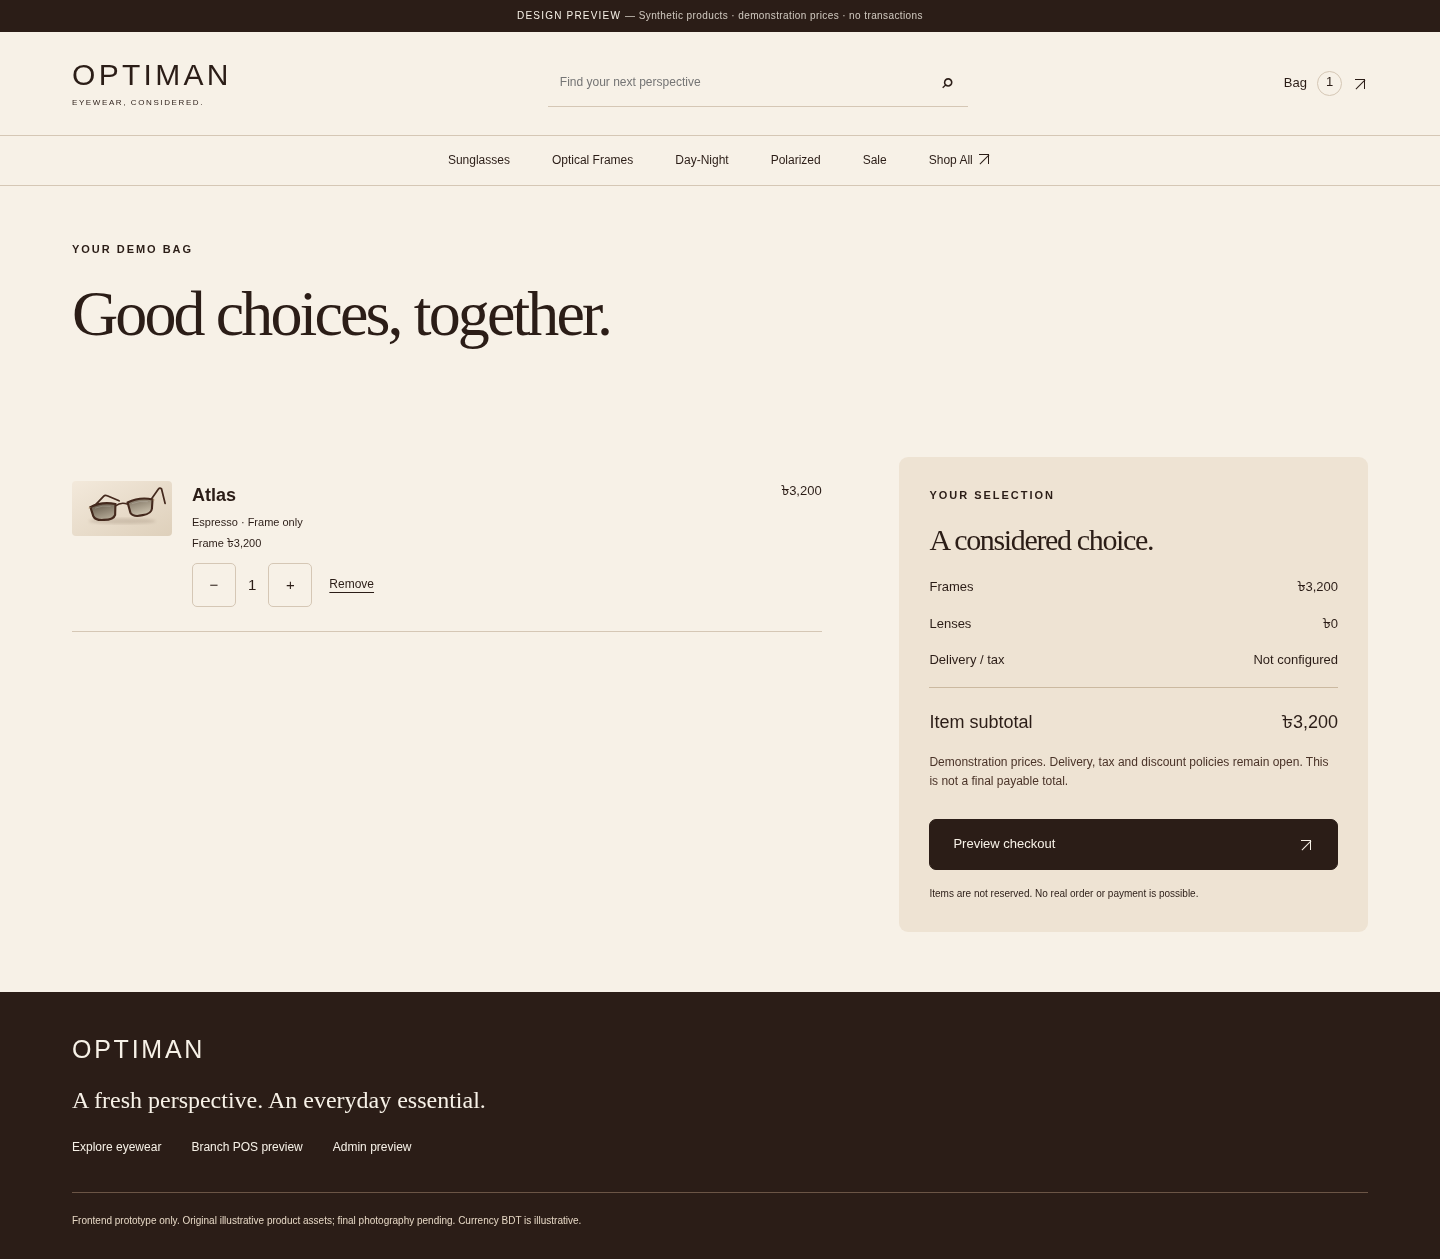 DESIGN PREVIEW — Synthetic products · demonstration prices · no transactions
OPTIMAN
EYEWEAR, CONSIDERED.
Find your next perspective
Bag 1
Sunglasses Optical Frames Day-Night Polarized Sale Shop All
YOUR DEMO BAG
Good choices, together.
Atlas
৳3,200
Espresso · Frame only
Frame ৳3,200
− 1 + Remove
YOUR SELECTION
A considered choice.
Frames ৳3,200
Lenses ৳0
Delivery / tax Not configured
Item subtotal ৳3,200
Demonstration prices. Delivery, tax and discount policies remain open. This
is not a final payable total.
Preview checkout
Items are not reserved. No real order or payment is possible.
OPTIMAN
A fresh perspective. An everyday essential.
Explore eyewear Branch POS preview Admin preview
Frontend prototype only. Original illustrative product assets; final photography pending. Currency BDT is illustrative.